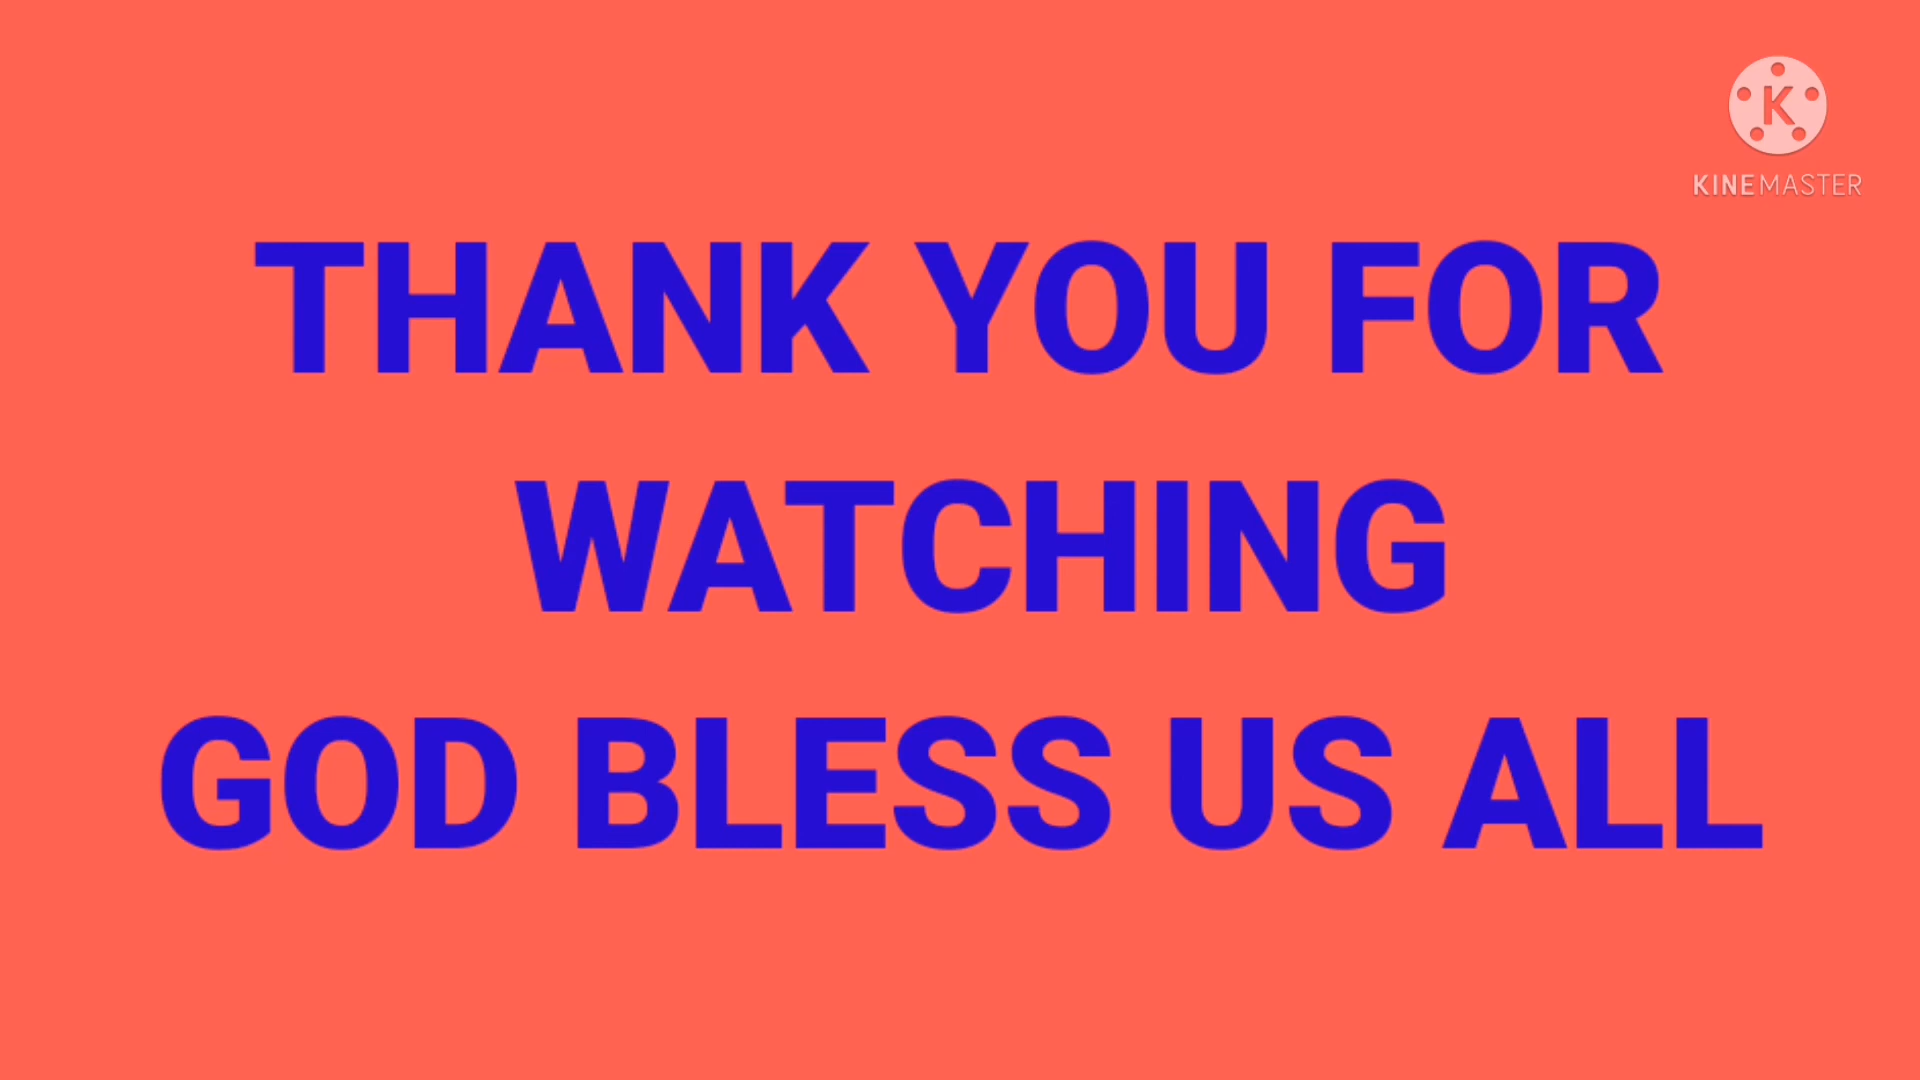 K
KINEMASTER
THANK YOU FOR
WATCHING
GOD BLESS US ALL